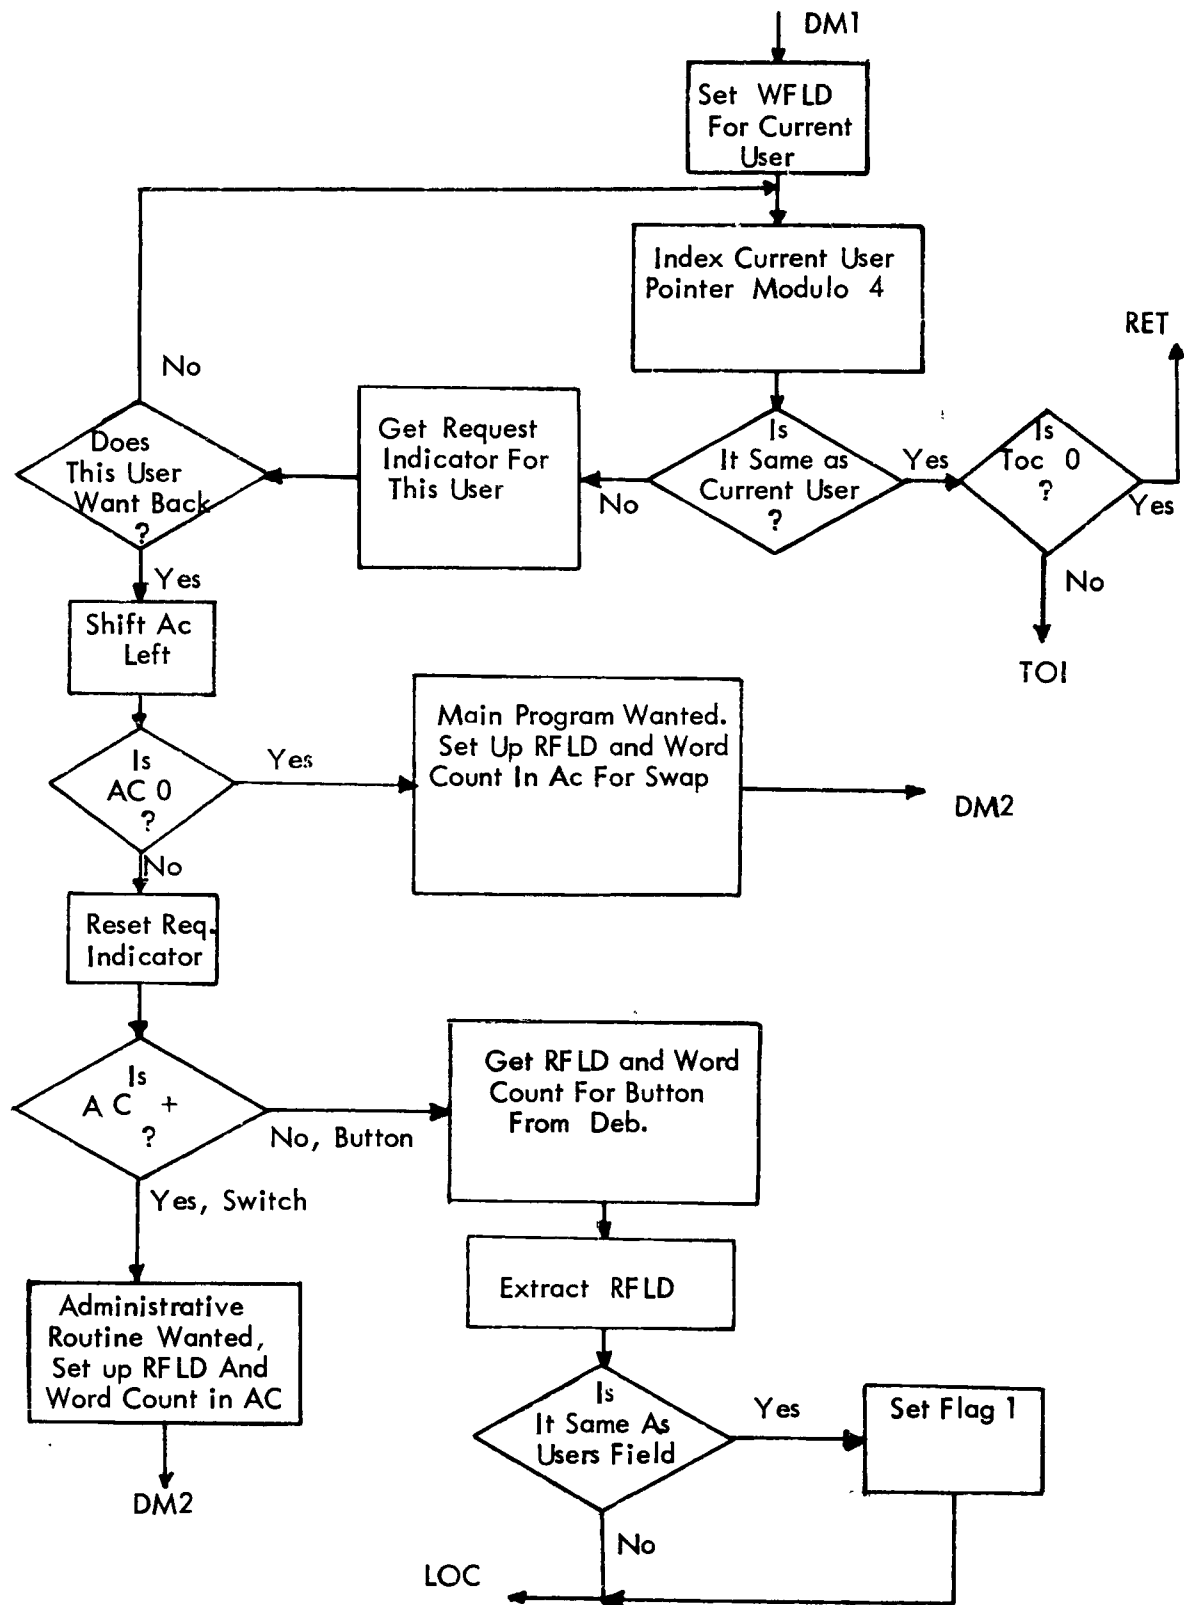 DM1
Set WFLD
For Current
User
Index Current User
Pointer Modulo 4
RET
No
Does
This User
Want Back
?
Get Request
Indicator For
This User
No
Is
It Same as
Current User
?
Yes
Is
Toc 0
?
Yes
No
TOI
Yes
Shift Ac
Left
Is
AC 0
?
Yes
Main Program Wanted.
Set Up RFLD and Word
Count In Ac For Swap
DM2
No
Reset Req.
Indicator
Is
A C +
?
No, Button
Get RFLD and Word
Count For Button
From Deb.
Yes, Switch
Extract RFLD
Administrative
Routine Wanted,
Set up RFLD And
Word Count in AC
DM2
Is
It Same As
Users Field
Yes
Set Flag 1
No
LOC